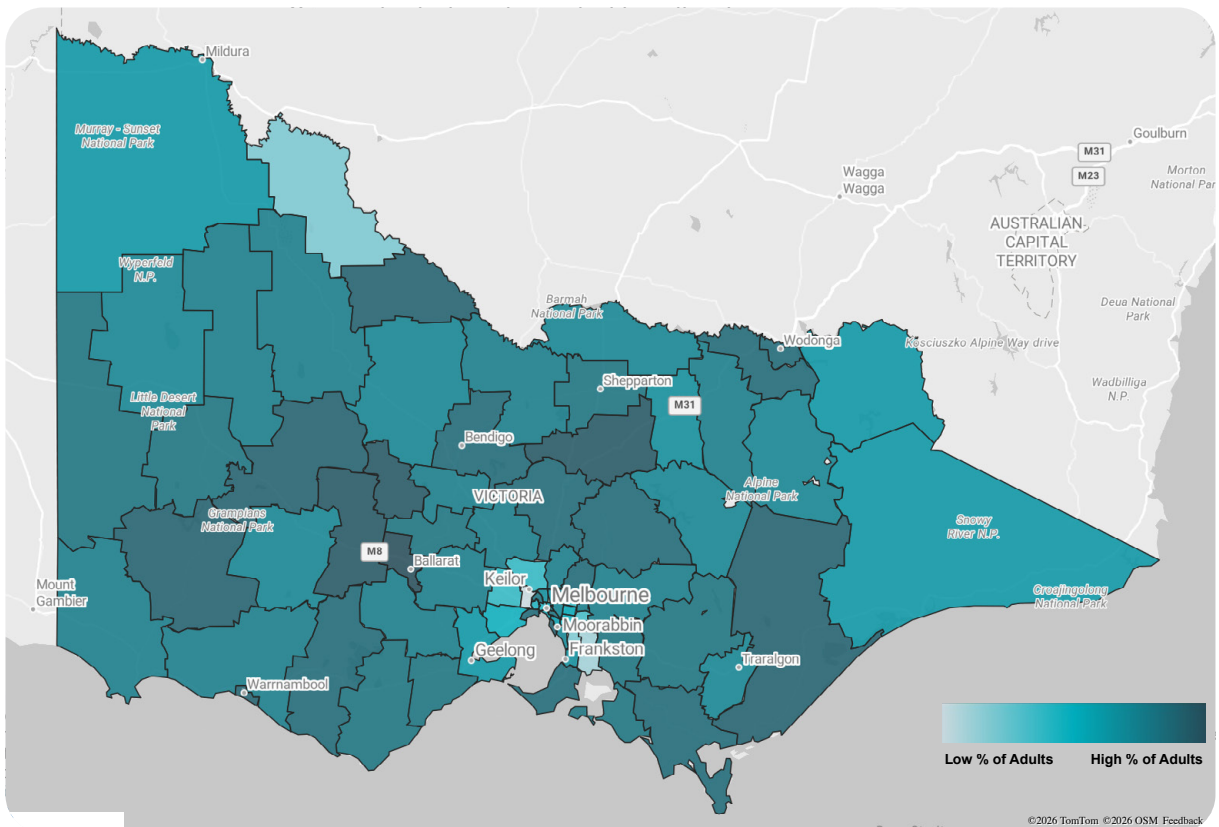 Mildura
Murray - Sunset
National Park
Goulburn
M31
M23
Morton
National Par
Wagga
Wagga
AUSTRALIAN
CAPITAL
TERRITORY
Wyperfeld
N.P.
Barmah
National Park
Deua National
Park
Wodonga
Kosciuszko Alpine Way drive
Shepparton
Wadbilliga
N.P.
Little Desert
National
Park
M31
Bendigo
VICTORIA
Alpine
National Park
Grampians
National Park
Snowy
River N.P.
M8
Ballarat
Keilor
Mount
Gambier
Melbourne
Croajingolong
National Park
Moorabbin
Geelong
Frankston
Traralgon
Warrnambool
Low % of Adults
High % of Adults
©2026 TomTom ©2026 OSM Feedback